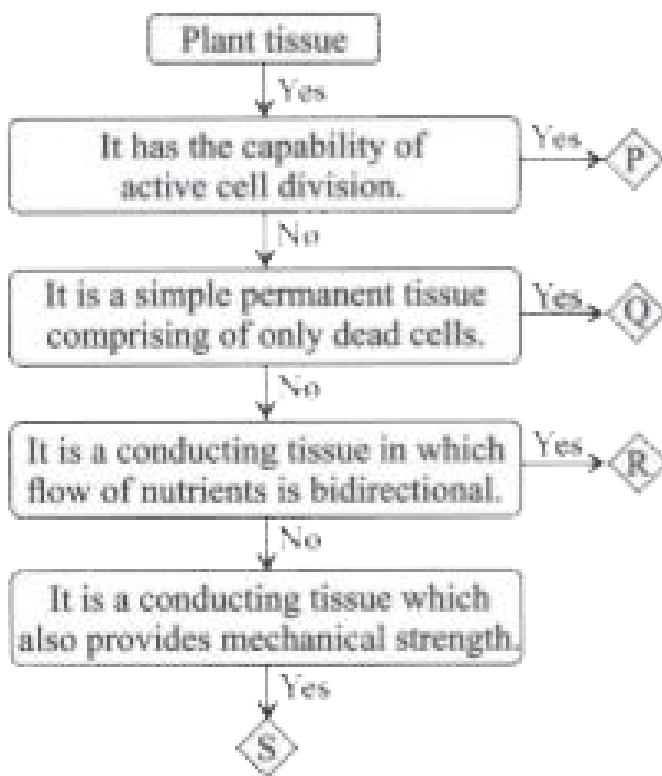 Plant tissue
Yes
It has the capability of
active cell division.
Yes
P
No
It is a simple permanent tissue
comprising of only dead cells.
Yes
Q
No
It is a conducting tissue in which
flow of nutrients is bidirectional.
Yes
R
No
It is a conducting tissue which
also provides mechanical strength.
Yes
S